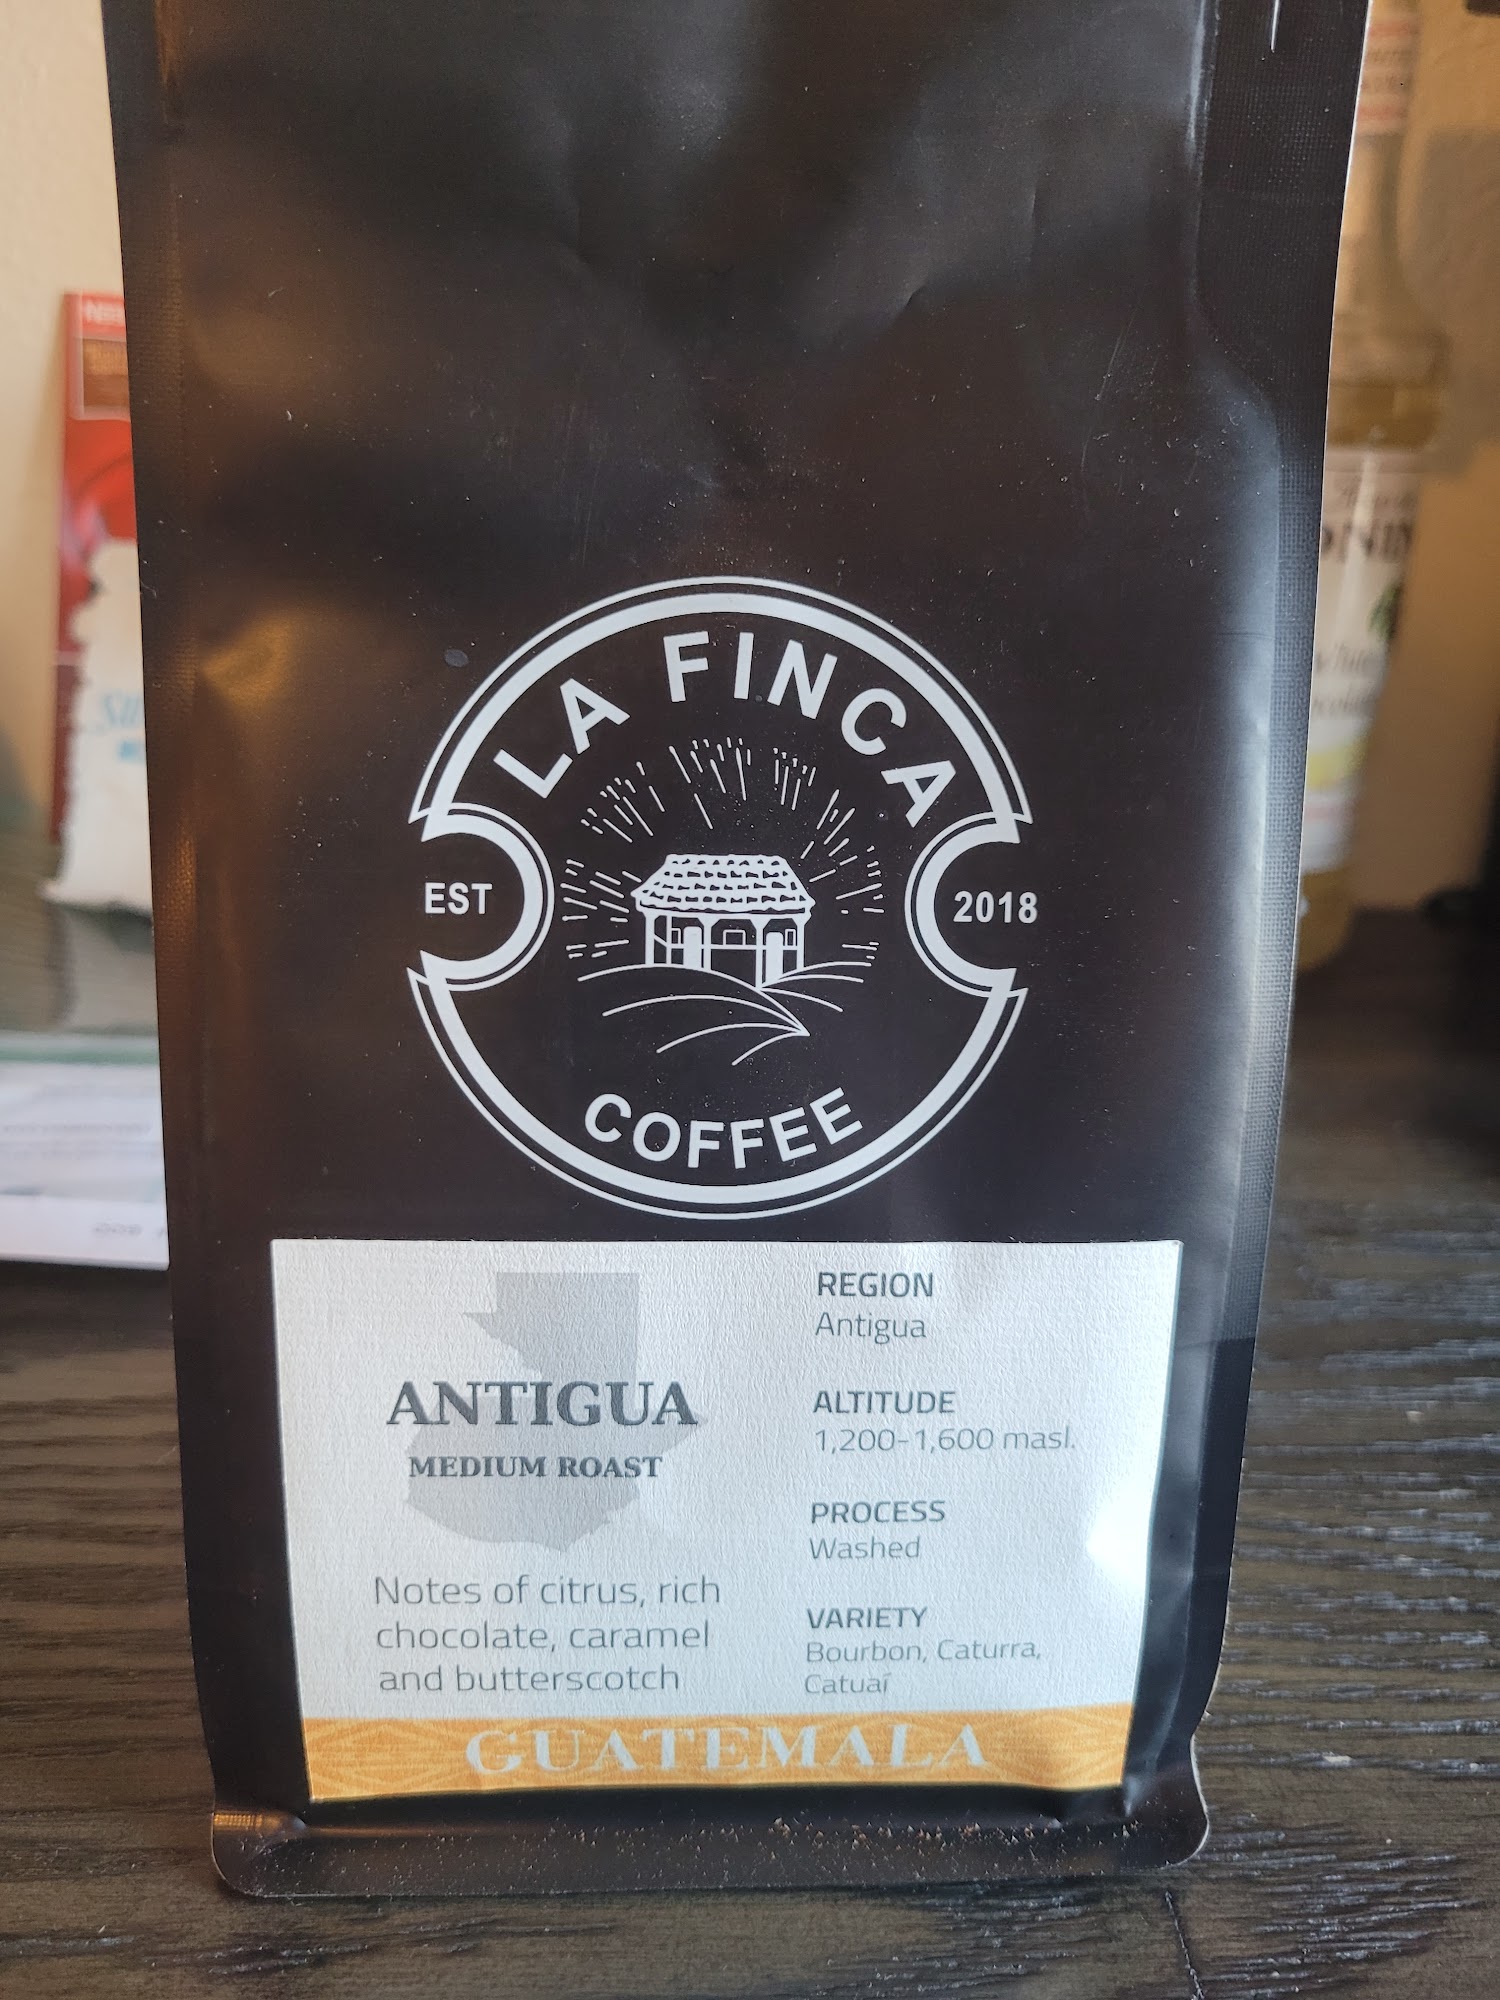 LA FINCA
EST
2018
COFFEE
ANTIGUA
MEDIUM ROAST
Notes of citrus, rich
chocolate, caramel
and butterscotch
REGION
Antigua
ALTITUDE
1,200-1,600 masl.
PROCESS
Washed
VARIETY
Bourbon, Caturra,
Catuaí
GUATEMALA